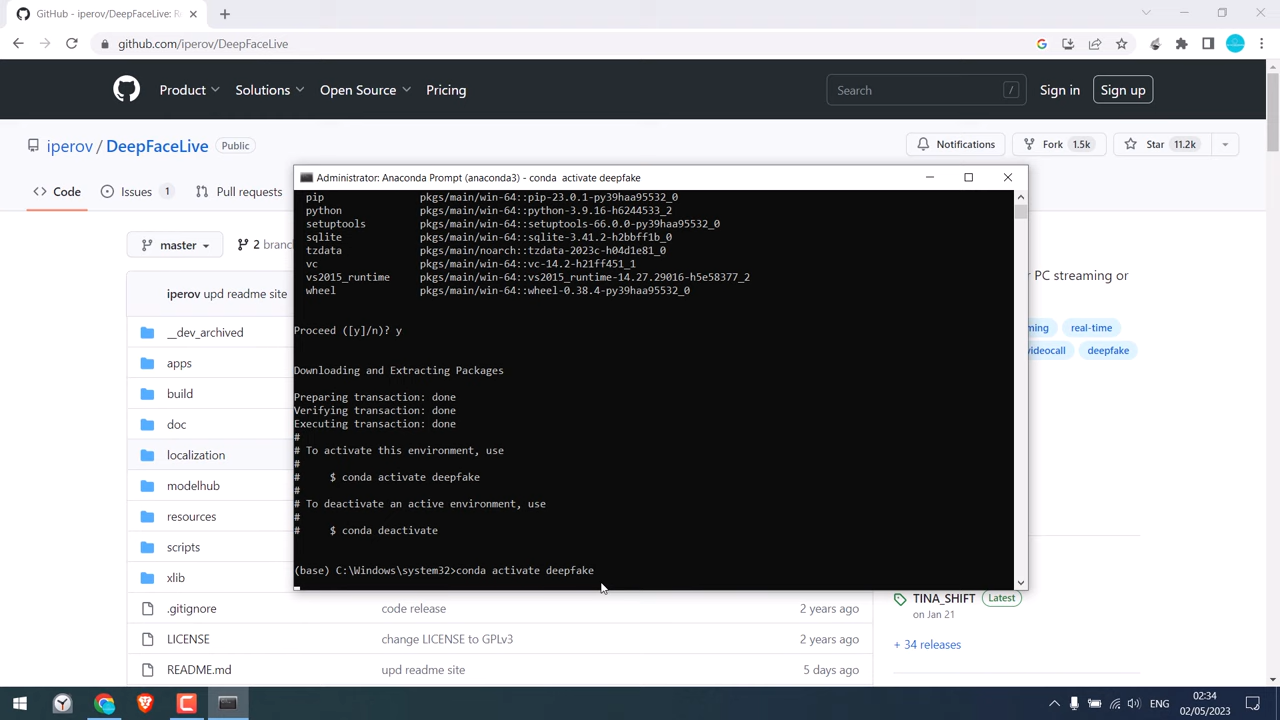 GitHub - iperov/DeepFaceLive: R
github.com/iperov/DeepFaceLive
Product
Solutions
Open Source
Pricing
Search
/
Sign in
Sign up
iperov / DeepFaceLive
Public
Notifications
Fork 1.5k
Star 11.2k
Code
Issues 1
Pull requests
Administrator: Anaconda Prompt (anaconda3) - conda  activate deepfake
pip pkgs/main/win-64::pip-23.0.1-py39haa95532_0
python pkgs/main/win-64::python-3.9.16-h6244533_2
setuptools pkgs/main/win-64::setuptools-66.0.0-py39haa95532_0
sqlite pkgs/main/win-64::sqlite-3.41.2-h2bbff1b_0
tzdata pkgs/main/noarch::tzdata-2023c-h04d1e81_0
vc pkgs/main/win-64::vc-14.2-h21ff451_1
vs2015_runtime pkgs/main/win-64::vs2015_runtime-14.27.29016-h5e58377_2
wheel pkgs/main/win-64::wheel-0.38.4-py39haa95532_0
Proceed ([y]/n)? y
Downloading and Extracting Packages
Preparing transaction: done
Verifying transaction: done
Executing transaction: done
#
# To activate this environment, use
#
#     $ conda activate deepfake
#
# To deactivate an active environment, use
#
#     $ conda deactivate
(base) C:\Windows\system32>conda activate deepfake
master
2 branc
iperov upd readme site
__dev_archived
apps
build
doc
localization
modelhub
resources
scripts
xlib
.gitignore code release 2 years ago
LICENSE change LICENSE to GPLv3 2 years ago
README.md upd readme site 5 days ago
r PC streaming or
ming real-time
videocall deepfake
TINA_SHIFT Latest
on Jan 21
+ 34 releases
ENG
02:34
02/05/2023